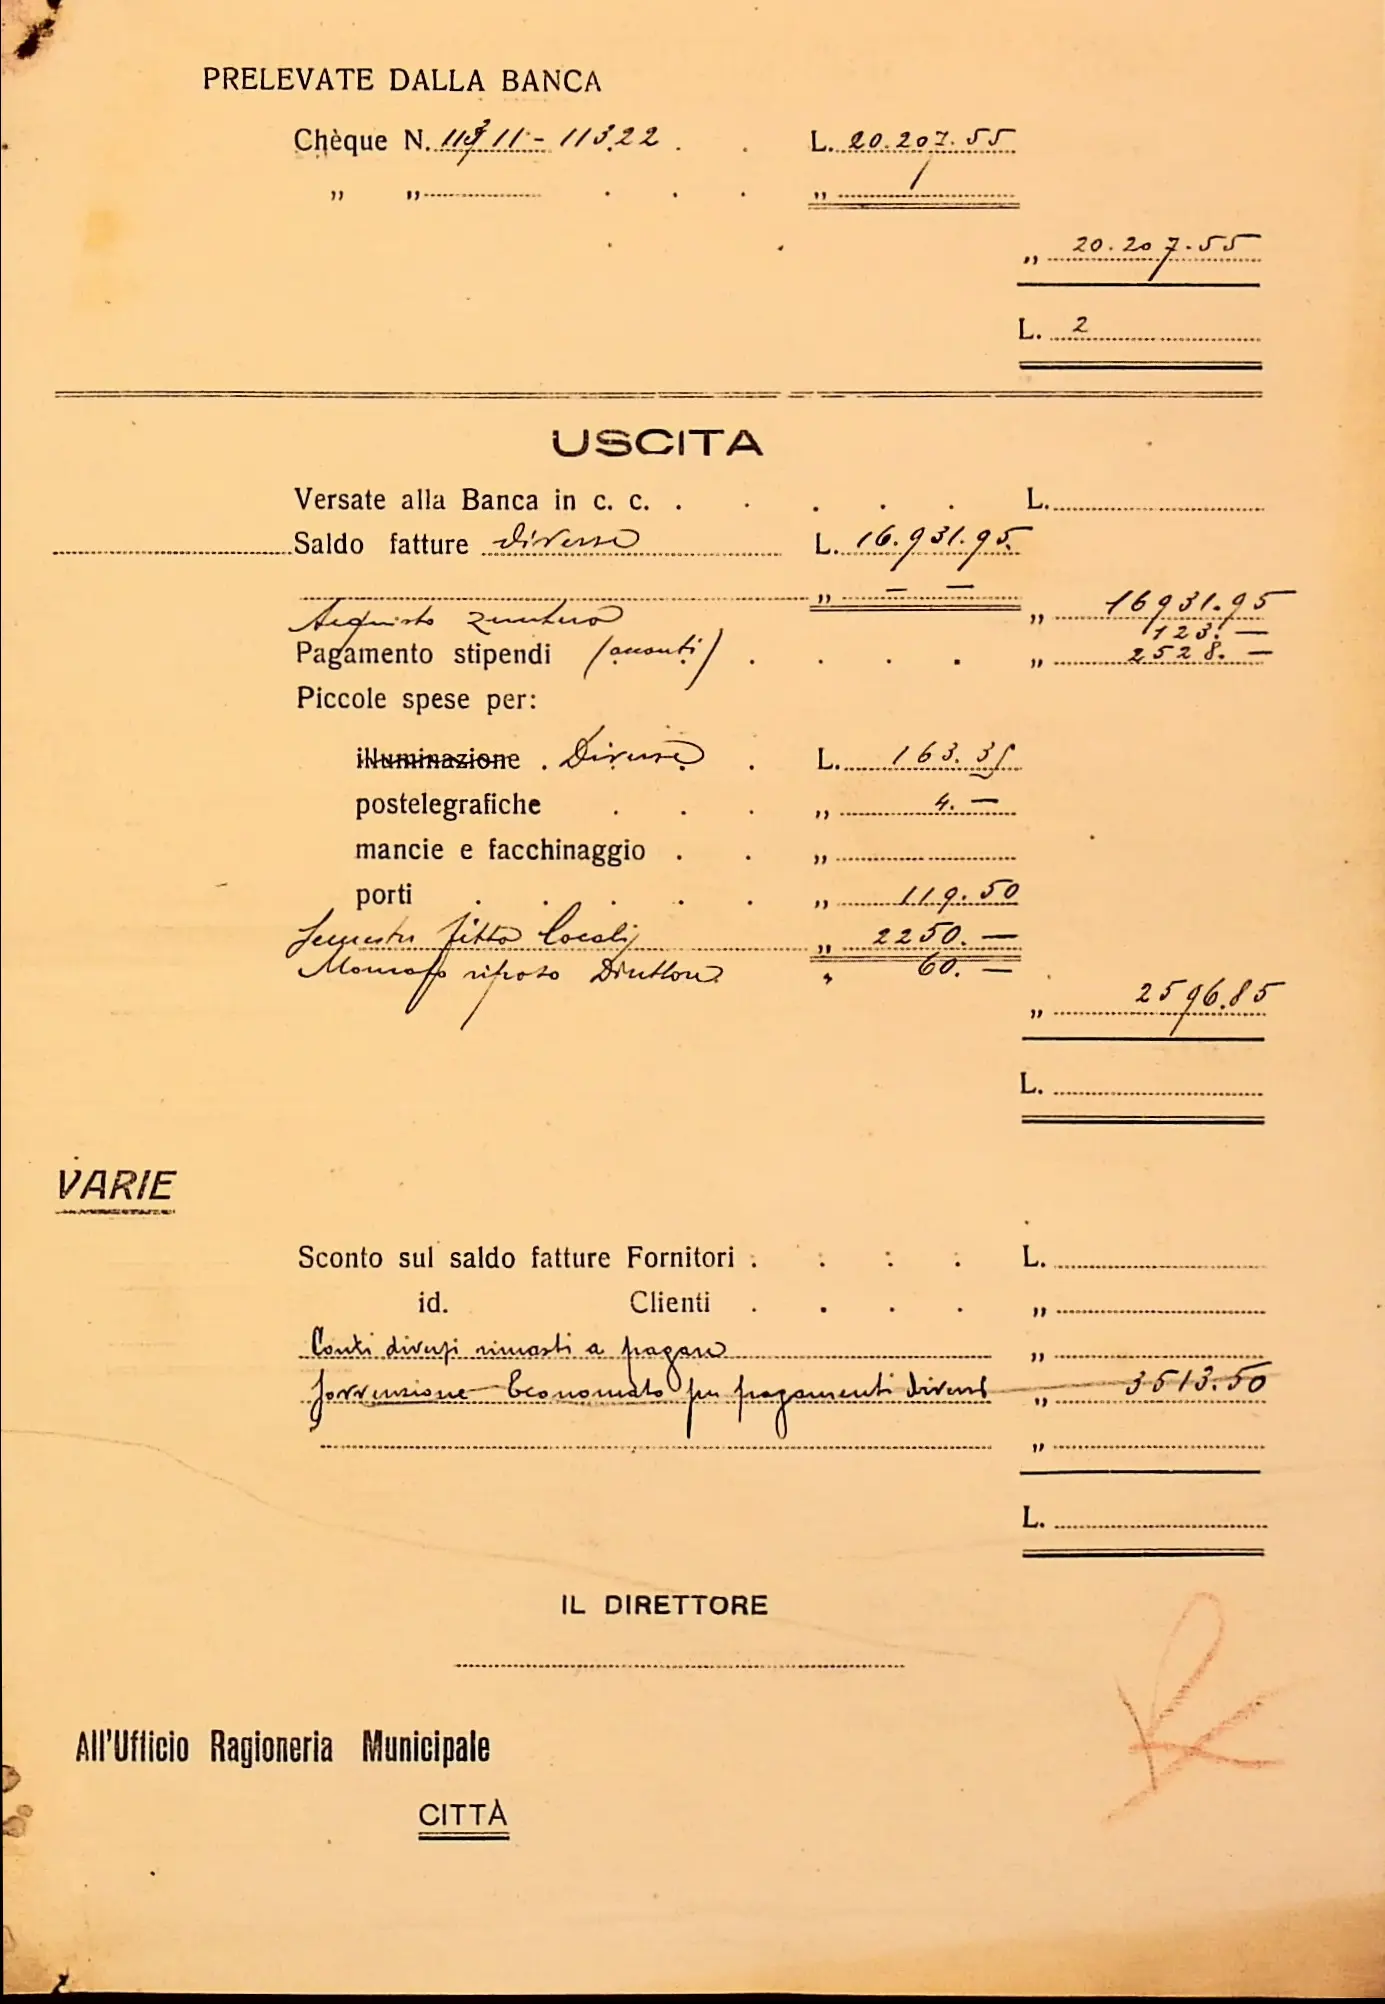 PRELEVATE DALLA BANCA
Chèque N. 11311 - 11322 . . L. 20.207.55
" " . . . "
" 20.207.55
L. 2
USCITA
Versate alla Banca in c. c. . . . . . L.
Saldo fatture diverse L. 16.931.95
" — — " 16931.95
Acquisto 123. —
Pagamento stipendi (acconti) . . . . " 2528. —
Piccole spese per:
illuminazione . Diverse . L. 163.35
postelegrafiche . . . " 4. —
mancie e facchinaggio . . "
porti . . . . . " 119.50
Semestre fitto locali " 2250. —
riposo Direttore " 60. —
" 2596.85
L.
VARIE
Sconto sul saldo fatture Fornitori . . : . L.
id. Clienti . . . . "
Conti diversi rimasti a pagare "
Sovvenzione Economato per pagamenti diversi " 3513.50
"
L.
IL DIRETTORE
All'Ufficio Ragioneria Municipale
CITTÀ